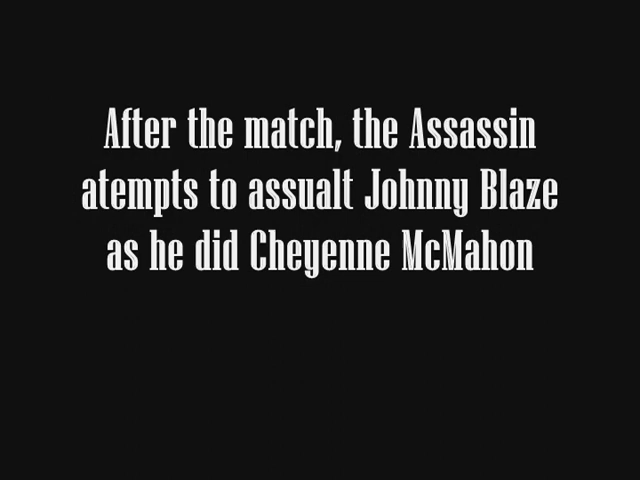 After the match, the Assassin
atempts to assualt Johnny Blaze
as he did Cheyenne McMahon